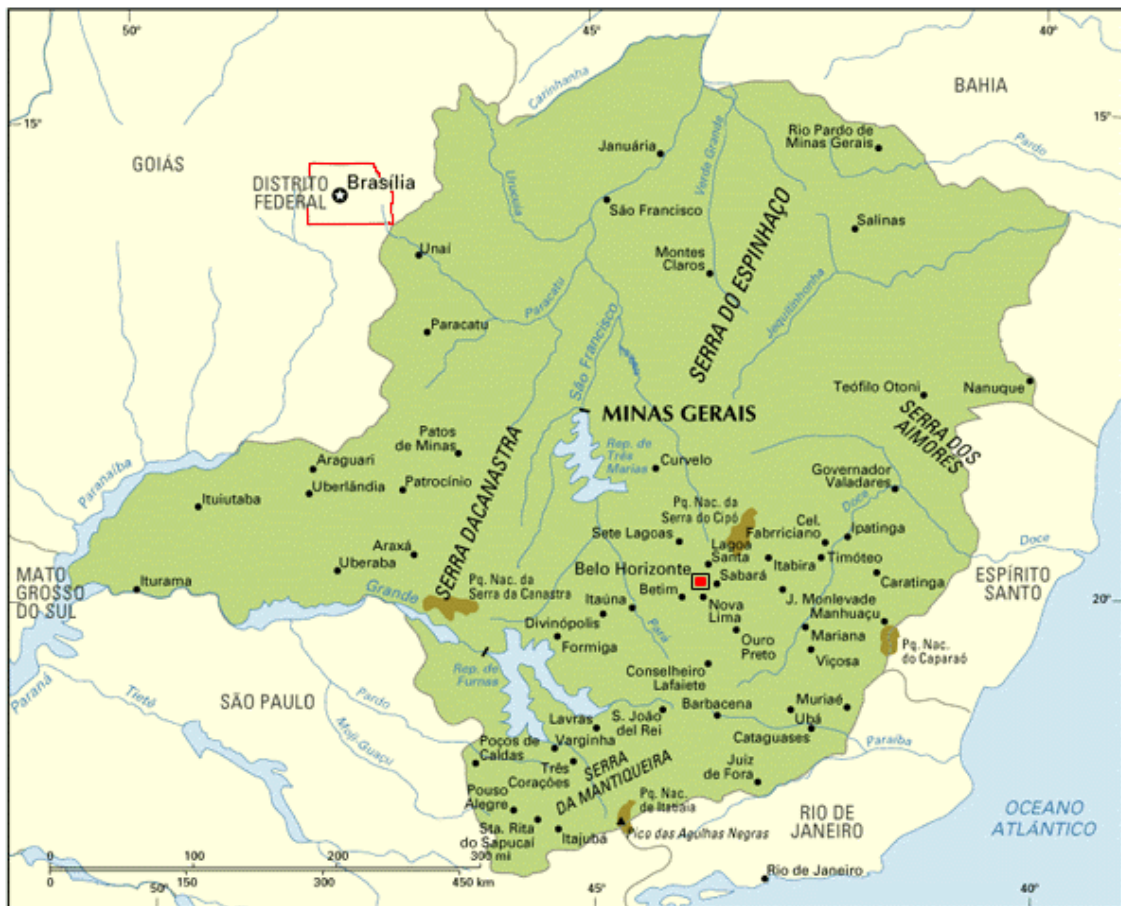 50°
45°
40°
15°
15°
BAHIA
Carinhanha
Pardo
GOIÁS
Rio Pardo de
Minas Gerais
Januária
Verde Grande
Urucuia
DISTRITO
FEDERAL
Brasília
São Francisco
Salinas
SERRA DO ESPINHAÇO
Unaí
Montes
Claros
Jequitinhonha
Paracatu
Paracatu
São Francisco
Teófilo Otoni
Nanuque
MINAS GERAIS
SERRA DOS
AIMORÉS
Patos
de Minas
Rep. de
Três
Marias
Curvelo
Araguari
Uberlândia
Patrocínio
Governador
Valadares
Paranaíba
Ituiutaba
SERRA DACANASTRA
Pq. Nac. da
Serra do Cipó
Doce
Cel.
Fabrriciano
Ipatinga
Sete Lagoas
Lagoa
Santa
Doce
Araxá
Itabira
Timóteo
Uberaba
Belo Horizonte
Sabará
Caratinga
MATO
GROSSO
DO SUL
Iturama
Pq. Nac. da
Serra da Canastra
Betim
Nova
Lima
J. Monlevade
ESPÍRITO
SANTO
Grande
Itaúna
Manhuaçu
20°
Divinópolis
Pará
Ouro
Preto
Mariana
Formiga
Viçosa
Pq. Nac.
do Caparaó
Rep. de
Furnas
Conselheiro
Lafaiete
Paraná
Tieté
SÃO PAULO
Pardo
Moji-Guaçu
Barbacena
Muriaé
Lavras
S. João
del Rei
Ubá
Cataguases
Poços de
Caldas
Varginha
Paraíba
Três
Corações
SERRA
DA MANTIQUEIRA
Juiz
de Fora
Pouso
Alegre
Pq. Nac.
de Itatiaia
RIO DE
JANEIRO
OCEANO
ATLÁNTICO
Sta. Rita
do Sapucaí
Itajubá
Pico das Agulhas Negras
0 100 200 300 mi
0 150 300 450 km
Rio de Janeiro
50°
45°
40°